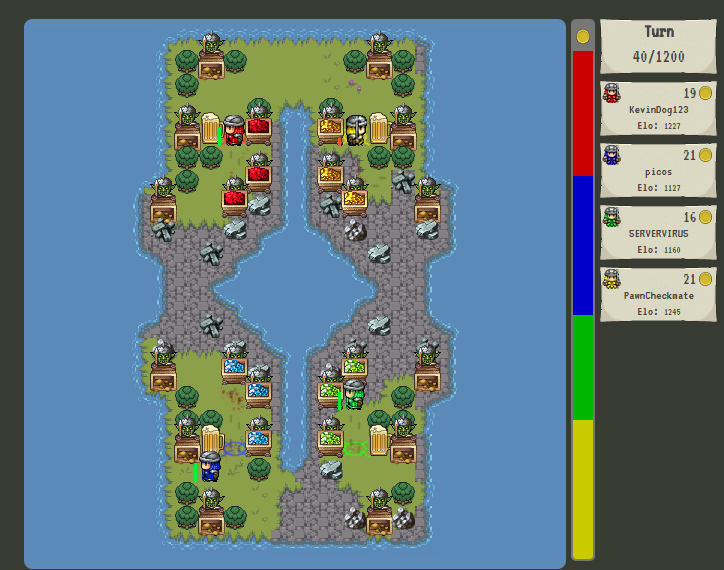 Turn
40/1200
19
KevinDog123
Elo: 1227
21
picos
Elo: 1127
16
SERVERVIRUS
Elo: 1160
21
PawnCheckmate
Elo: 1245